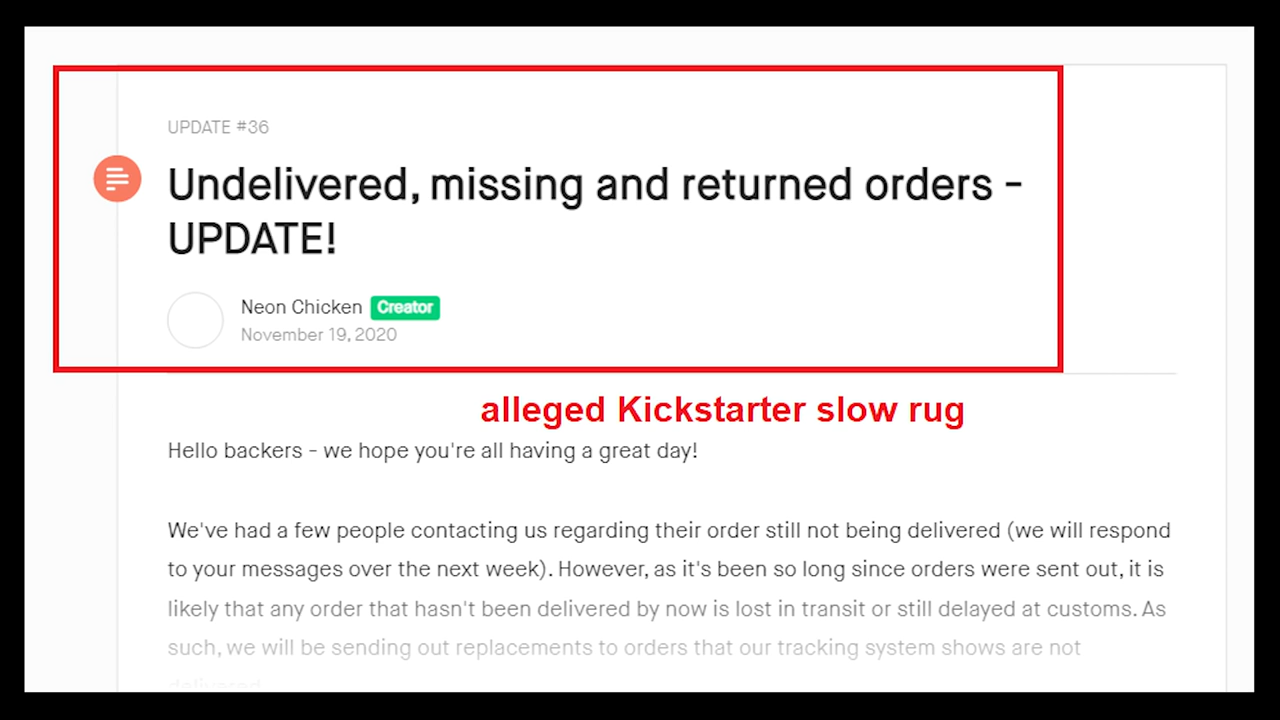 UPDATE #36
Undelivered, missing and returned orders -
UPDATE!
Neon Chicken Creator
November 19, 2020
alleged Kickstarter slow rug
Hello backers - we hope you're all having a great day!
We've had a few people contacting us regarding their order still not being delivered (we will respond
to your messages over the next week). However, as it's been so long since orders were sent out, it is
likely that any order that hasn't been delivered by now is lost in transit or still delayed at customs. As
such, we will be sending out replacements to orders that our tracking system shows are not